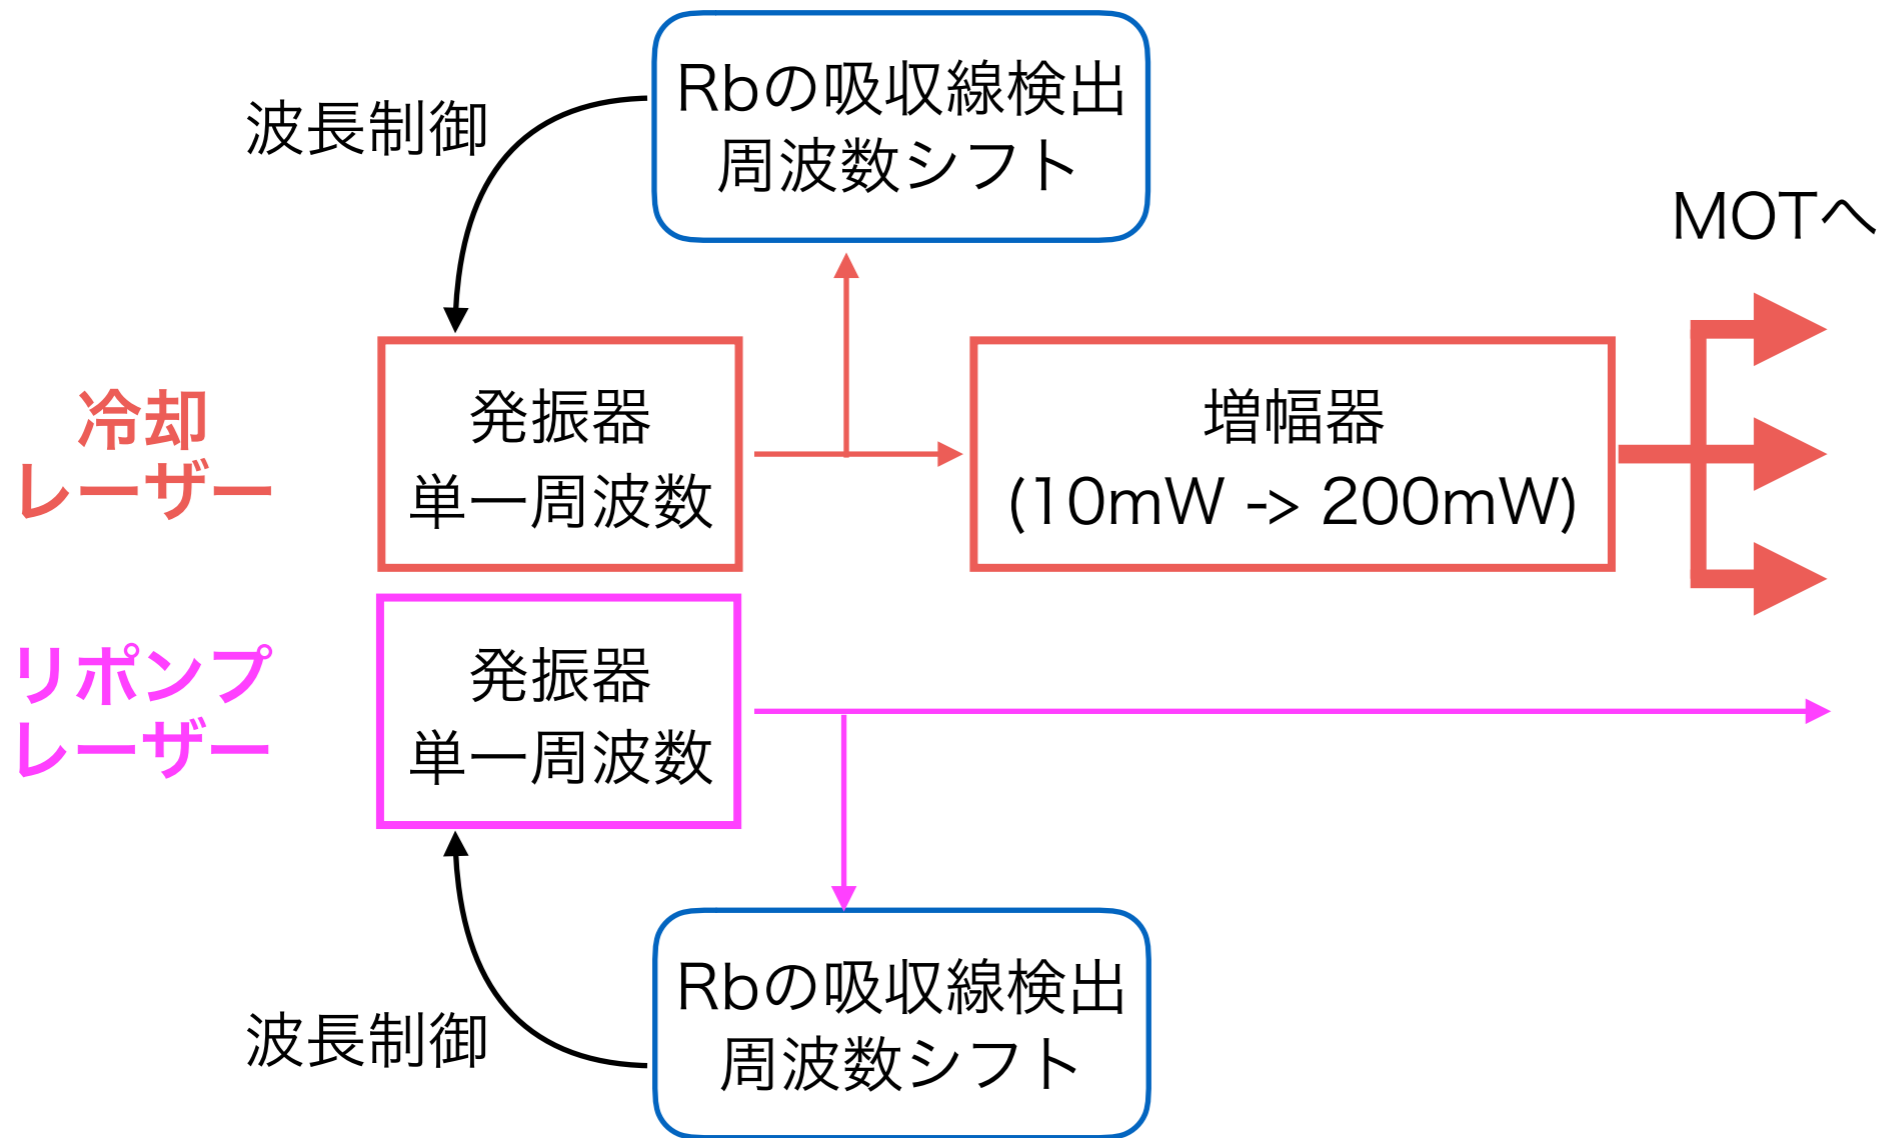 Rbの吸収線検出
周波数シフト
波長制御
MOTへ
冷却
レーザー
発振器
単一周波数
増幅器
(10mW -> 200mW)
リポンプ
レーザー
発振器
単一周波数
波長制御
Rbの吸収線検出
周波数シフト